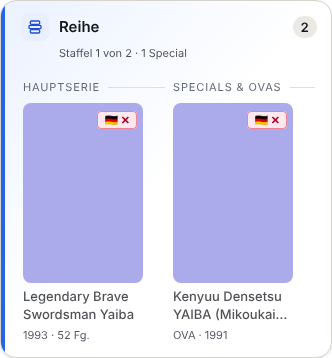 Reihe
2
Staffel 1 von 2 · 1 Special
HAUPTSERIE
SPECIALS & OVAS
✕
✕
Legendary Brave
Swordsman Yaiba
1993 · 52 Fg.
Kenyuu Densetsu
YAIBA (Mikoukai...
OVA · 1991